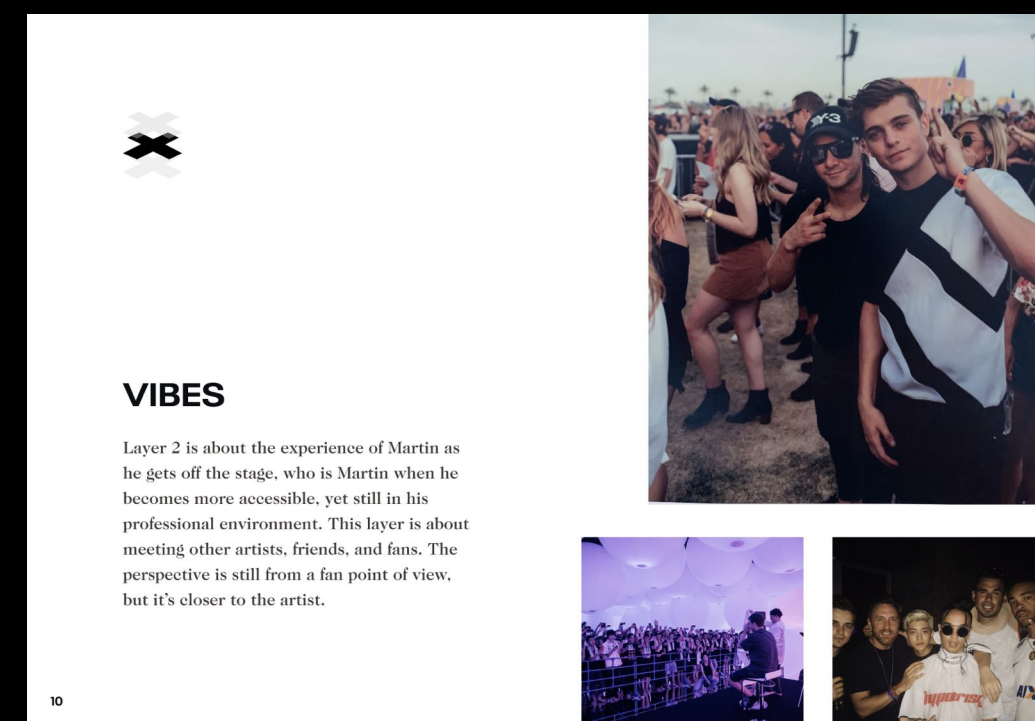 Y-3
VIBES
Layer 2 is about the experience of Martin as
he gets off the stage, who is Martin when he
becomes more accessible, yet still in his
professional environment. This layer is about
meeting other artists, friends, and fans. The
perspective is still from a fan point of view,
but it's closer to the artist.
10